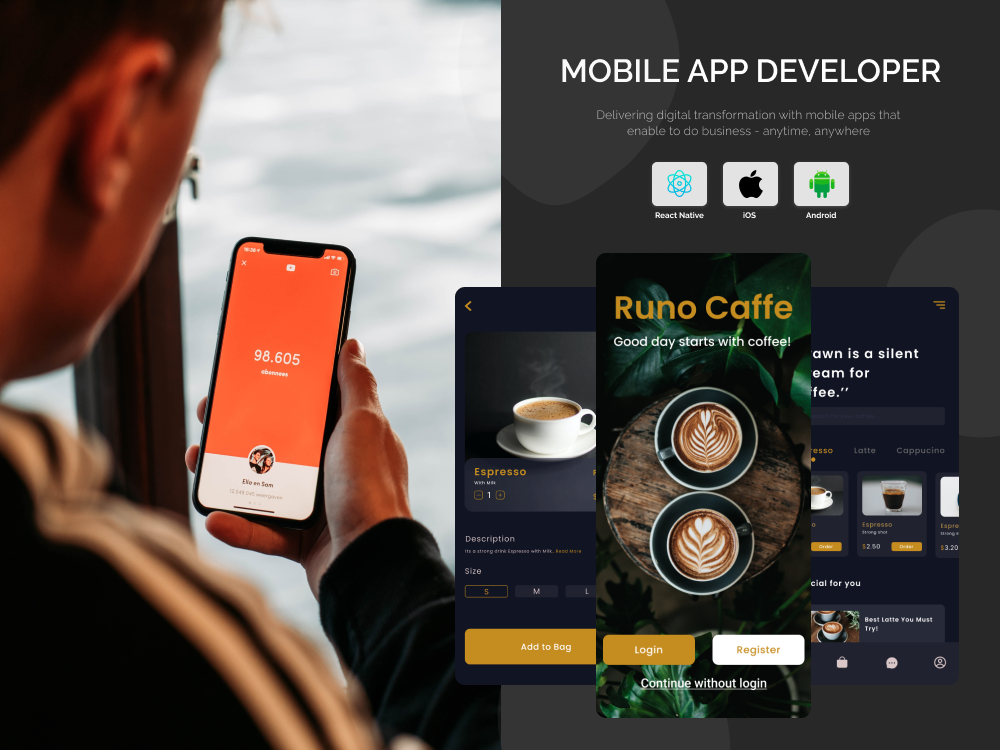 MOBILE APP DEVELOPER
Delivering digital transformation with mobile apps that
enable to do business - anytime, anywhere
React Native
iOS
Android
98.605
abonnees
Elia en Sam
Espresso
With Milk
1
Description
Its a strong drink Espresso with Milk..Read More
Size
S
M
L
Add to Bag
Runo Caffe
Good day starts with coffee!
Login
Register
Continue without login
awn is a silent
eam for
fee.’’
resso
Latte
Cappucino
Order
Espresso
Strong shot
$2.50
Order
Espre
Strong sh
$3.20
cial for you
Best Latte You Must
Try!